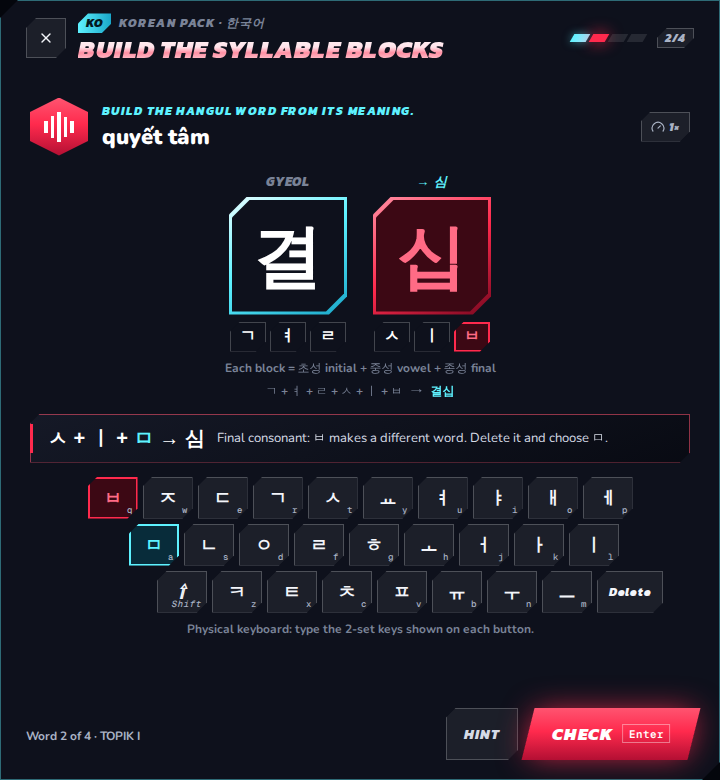 KO KOREAN PACK · 한국어
BUILD THE SYLLABLE BLOCKS
2/4
BUILD THE HANGUL WORD FROM ITS MEANING.
quyết tâm
1×
GYEOL → 심
결 십
ㄱ ㅕ ㄹ ㅅ ㅣ ㅂ
Each block = 초성 initial + 중성 vowel + 종성 final
ㄱ + ㅕ + ㄹ + ㅅ + ㅣ + ㅂ → 결십
ㅅ + ㅣ + ㅁ → 심 Final consonant: ㅂ makes a different word. Delete it and choose ㅁ.
ㅂ q ㅈ w ㄷ e ㄱ r ㅅ t ㅛ y ㅕ u ㅑ i ㅐ o ㅔ p
ㅁ a ㄴ s ㅇ d ㄹ f ㅎ g ㅗ h ㅓ j ㅏ k ㅣ l
⇧ Shift ㅋ z ㅌ x ㅊ c ㅍ v ㅠ b ㅜ n ㅡ m Delete
Physical keyboard: type the 2-set keys shown on each button.
Word 2 of 4 · TOPIK I
HINT
CHECK Enter